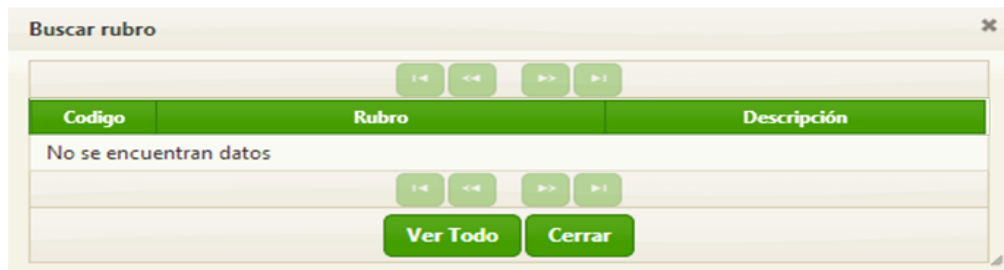 Buscar rubro
Codigo Rubro Descripción
No se encuentran datos
Ver Todo Cerrar